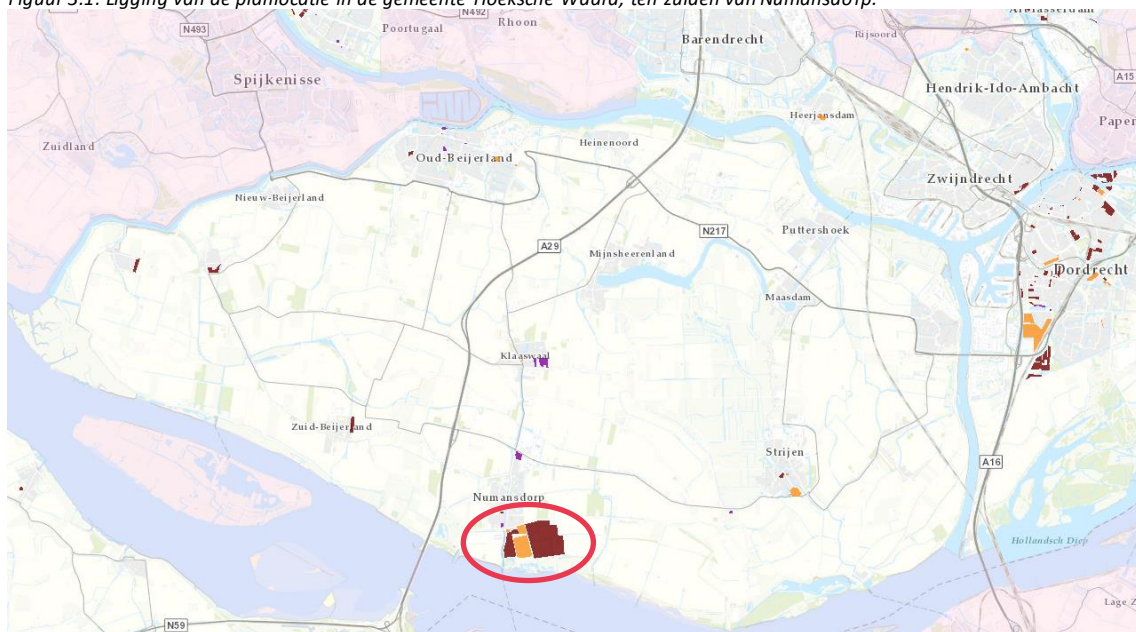 Figuur 3.1: Ligging van de planlocatie in de gemeente Hoeksche Waard, ten zuiden van Numansdorp.
N492
N493
Poortugaal
Rhoon
Barendrecht
Rijsoord
Spijkenisse
A15
Hendrik-Ido-Ambacht
Heerjansdam
Zuidland
Heinenoord
Oud-Beijerland
Zwijndrecht
Nieuw-Beijerland
N217
Puttershoek
A29
Mijnsheerenland
Dordrecht
Maasdam
Klaaswaal
Zuid-Beijerland
Strijen
A16
Numansdorp
Hollandsch Diep
Lage Z
N59